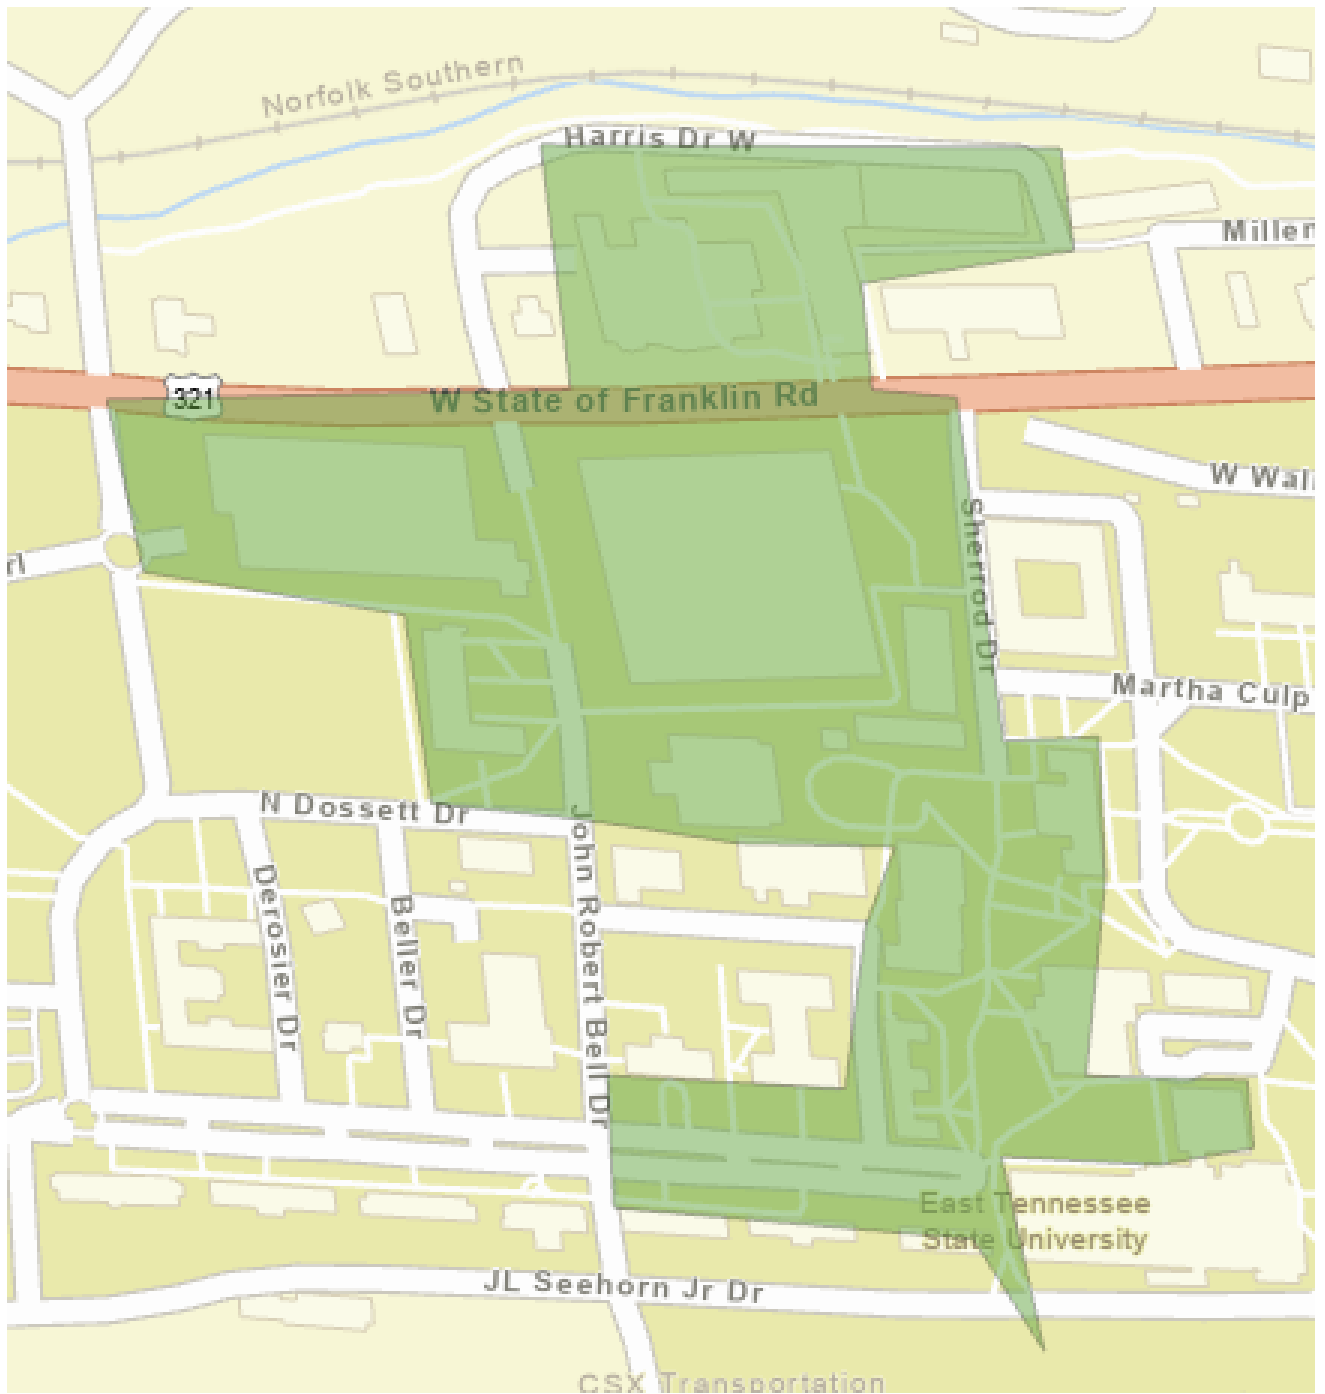 Norfolk Southern
Harris Dr W
Miller
321
W State of Franklin Rd
W Wal
Sherrod Dr
rl
Martha Culp
N Dossett Dr
John Robert Bell Dr
Derosier Dr
Beller Dr
East Tennessee
State University
JL Seehorn Jr Dr
CSX Transportation